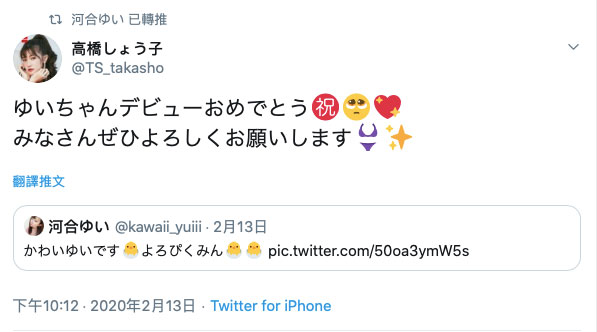 河合ゆい 已轉推
高橋しょう子
@TS_takasho
ゆいちゃんデビューおめでとう㊗️🥺💖
みなさんぜひよろしくお願いします👙✨
翻譯推文
河合ゆい @kawaii_yuiii · 2月13日
かわいゆいです🐣よろぴくみん🐣🐣 pic.twitter.com/50oa3ymW5s
下午10:12 · 2020年2月13日 · Twitter for iPhone